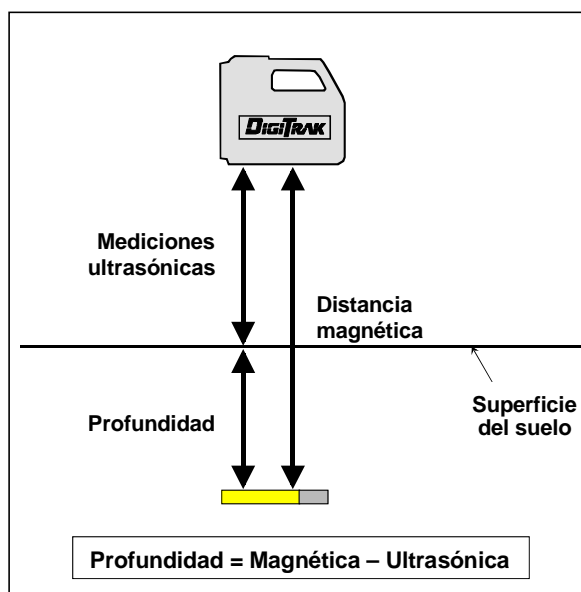 DIGITRAK
Mediciones
ultrasónicas
Distancia
magnética
Profundidad
Superficie
del suelo
Profundidad = Magnética – Ultrasónica